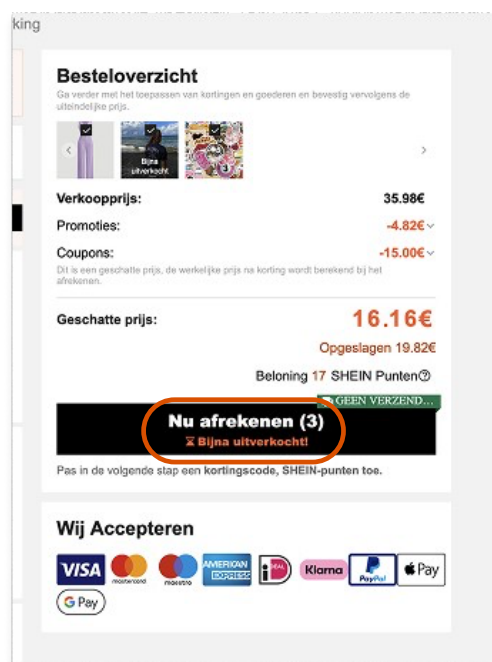 king
Besteloverzicht
Ga verder met het toepassen van kortingen en goederen en bevestig vervolgens de
uiteindelijke prijs.
Bijna
uitverkocht
Verkoopprijs: 35.98€
Promoties: -4.82€
Coupons: -15.00€
Dit is een geschatte prijs, de werkelijke prijs na korting wordt berekend bij het
afrekenen.
Geschatte prijs: 16.16€
Opgeslagen 19.82€
Beloning 17 SHEIN Punten
GEEN VERZEND...
Nu afrekenen (3)
Bijna uitverkocht!
Pas in de volgende stap een kortingscode, SHEIN-punten toe.
Wij Accepteren
VISA mastercard maestro AMERICAN EXPRESS iDEAL Klarna PayPal Pay
G Pay